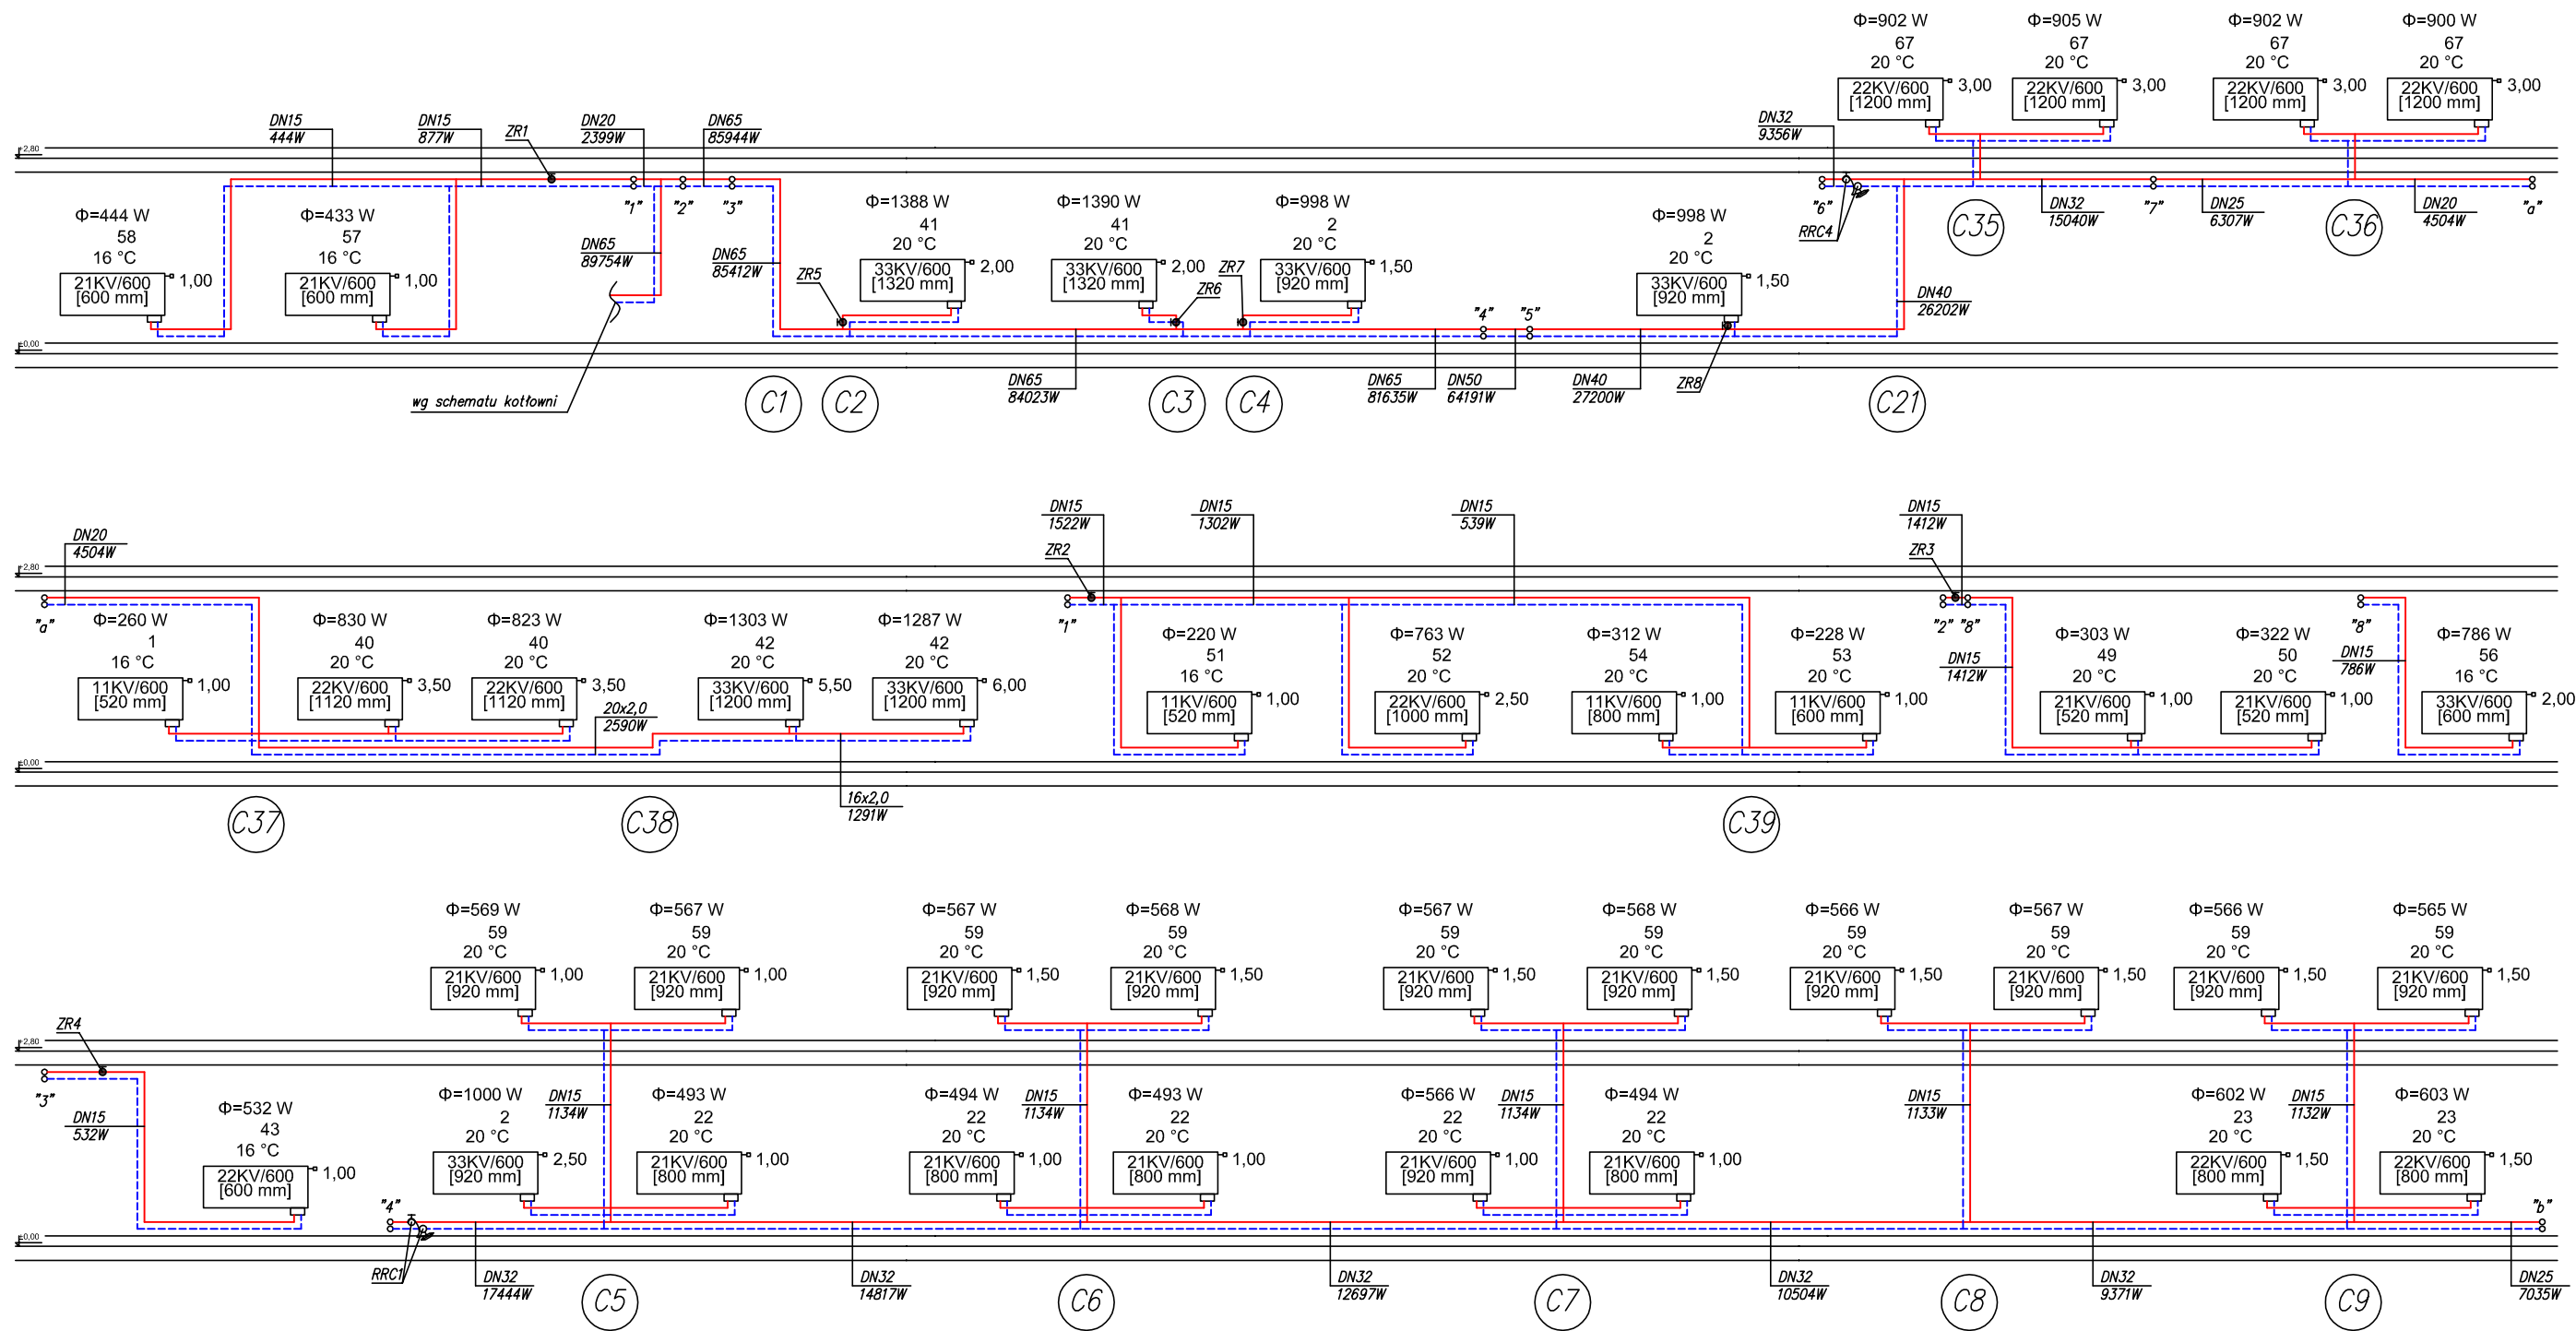 Φ=902 W
67
20 °C
22KV/600
[1200 mm]
3,00
Φ=905 W
67
20 °C
22KV/600
[1200 mm]
3,00
Φ=902 W
67
20 °C
22KV/600
[1200 mm]
3,00
Φ=900 W
67
20 °C
22KV/600
[1200 mm]
3,00
DN15
444W
DN15
877W
ZR1
DN20
2399W
DN65
85944W
DN32
9356W
+2,80
"1"
"2"
"3"
"6"
RRC4
C35
DN32
15040W
"7"
DN25
6307W
C36
DN20
4504W
"a"
Φ=444 W
58
16 °C
21KV/600
[600 mm]
1,00
Φ=433 W
57
16 °C
21KV/600
[600 mm]
1,00
DN65
89754W
DN65
85412W
ZR5
Φ=1388 W
41
20 °C
33KV/600
[1320 mm]
2,00
Φ=1390 W
41
20 °C
33KV/600
[1320 mm]
2,00
ZR6
ZR7
Φ=998 W
2
20 °C
33KV/600
[920 mm]
1,50
"4"
"5"
Φ=998 W
2
20 °C
33KV/600
[920 mm]
1,50
DN40
26202W
±0,00
wg schematu kotłowni
C1
C2
DN65
84023W
C3
C4
DN65
81635W
DN50
64191W
DN40
27200W
ZR8
C21
DN20
4504W
DN15
1522W
DN15
1302W
DN15
539W
DN15
1412W
ZR2
ZR3
+2,80
"a"
"1"
"2"
"8"
"8"
Φ=260 W
1
16 °C
11KV/600
[520 mm]
1,00
Φ=830 W
40
20 °C
22KV/600
[1120 mm]
3,50
Φ=823 W
40
20 °C
22KV/600
[1120 mm]
3,50
20x2,0
2590W
Φ=1303 W
42
20 °C
33KV/600
[1200 mm]
5,50
Φ=1287 W
42
20 °C
33KV/600
[1200 mm]
6,00
Φ=220 W
51
16 °C
11KV/600
[520 mm]
1,00
Φ=763 W
52
20 °C
22KV/600
[1000 mm]
2,50
Φ=312 W
54
20 °C
11KV/600
[800 mm]
1,00
Φ=228 W
53
20 °C
11KV/600
[600 mm]
1,00
DN15
1412W
Φ=303 W
49
20 °C
21KV/600
[520 mm]
1,00
Φ=322 W
50
20 °C
21KV/600
[520 mm]
1,00
DN15
786W
Φ=786 W
56
16 °C
33KV/600
[600 mm]
2,00
±0,00
16x2,0
1291W
C37
C38
C39
Φ=569 W
59
20 °C
21KV/600
[920 mm]
1,00
Φ=567 W
59
20 °C
21KV/600
[920 mm]
1,00
Φ=567 W
59
20 °C
21KV/600
[920 mm]
1,50
Φ=568 W
59
20 °C
21KV/600
[920 mm]
1,50
Φ=567 W
59
20 °C
21KV/600
[920 mm]
1,50
Φ=568 W
59
20 °C
21KV/600
[920 mm]
1,50
Φ=566 W
59
20 °C
21KV/600
[920 mm]
1,50
Φ=567 W
59
20 °C
21KV/600
[920 mm]
1,50
Φ=566 W
59
20 °C
21KV/600
[920 mm]
1,50
Φ=565 W
59
20 °C
21KV/600
[920 mm]
1,50
ZR4
+2,80
"3"
DN15
532W
Φ=532 W
43
16 °C
22KV/600
[600 mm]
1,00
Φ=1000 W
2
20 °C
33KV/600
[920 mm]
2,50
DN15
1134W
Φ=493 W
22
20 °C
21KV/600
[800 mm]
1,00
Φ=494 W
22
20 °C
21KV/600
[800 mm]
1,00
DN15
1134W
Φ=493 W
22
20 °C
21KV/600
[800 mm]
1,00
Φ=566 W
22
20 °C
21KV/600
[920 mm]
1,00
DN15
1134W
Φ=494 W
22
20 °C
21KV/600
[800 mm]
1,00
DN15
1133W
Φ=602 W
23
20 °C
22KV/600
[800 mm]
1,50
DN15
1132W
Φ=603 W
23
20 °C
22KV/600
[800 mm]
1,50
"4"
"b"
±0,00
RRC1
DN32
17444W
C5
DN32
14817W
C6
DN32
12697W
C7
DN32
10504W
C8
DN32
9371W
C9
DN25
7035W